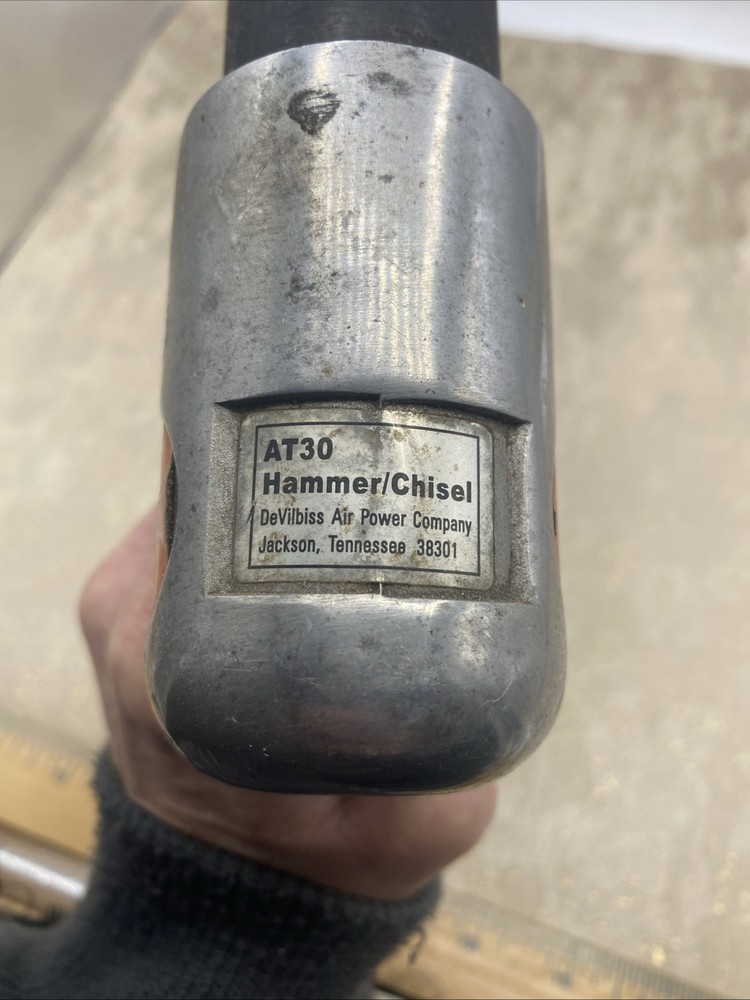 AT30
Hammer/Chisel
DeVilbiss Air Power Company
Jackson, Tennessee 38301